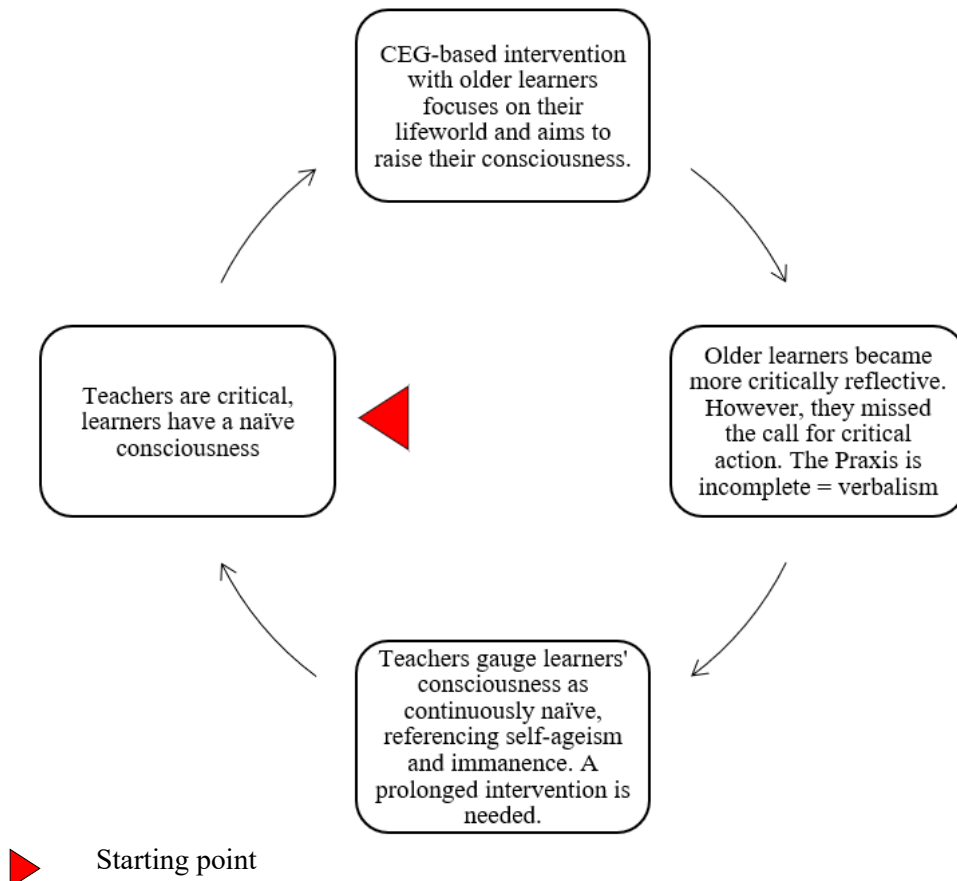 CEG-based intervention
with older learners
focuses on their
lifeworld and aims to
raise their consciousness.
Teachers are critical,
learners have a naïve
consciousness
Older learners became
more critically reflective.
However, they missed
the call for critical
action. The Praxis is
incomplete = verbalism
Teachers gauge learners'
consciousness as
continuously naïve,
referencing self-ageism
and immanence. A
prolonged intervention is
needed.
Starting point